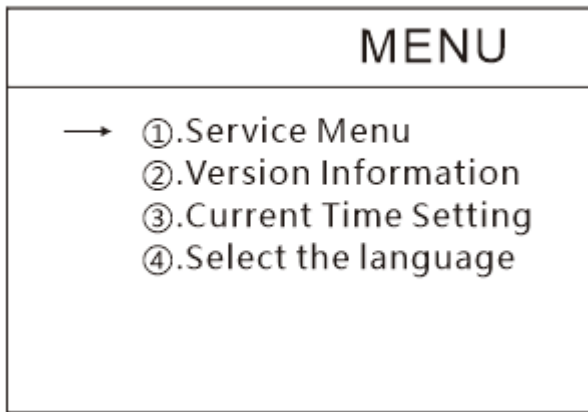 MENU
→ ①.Service Menu
②.Version Information
③.Current Time Setting
④.Select the language